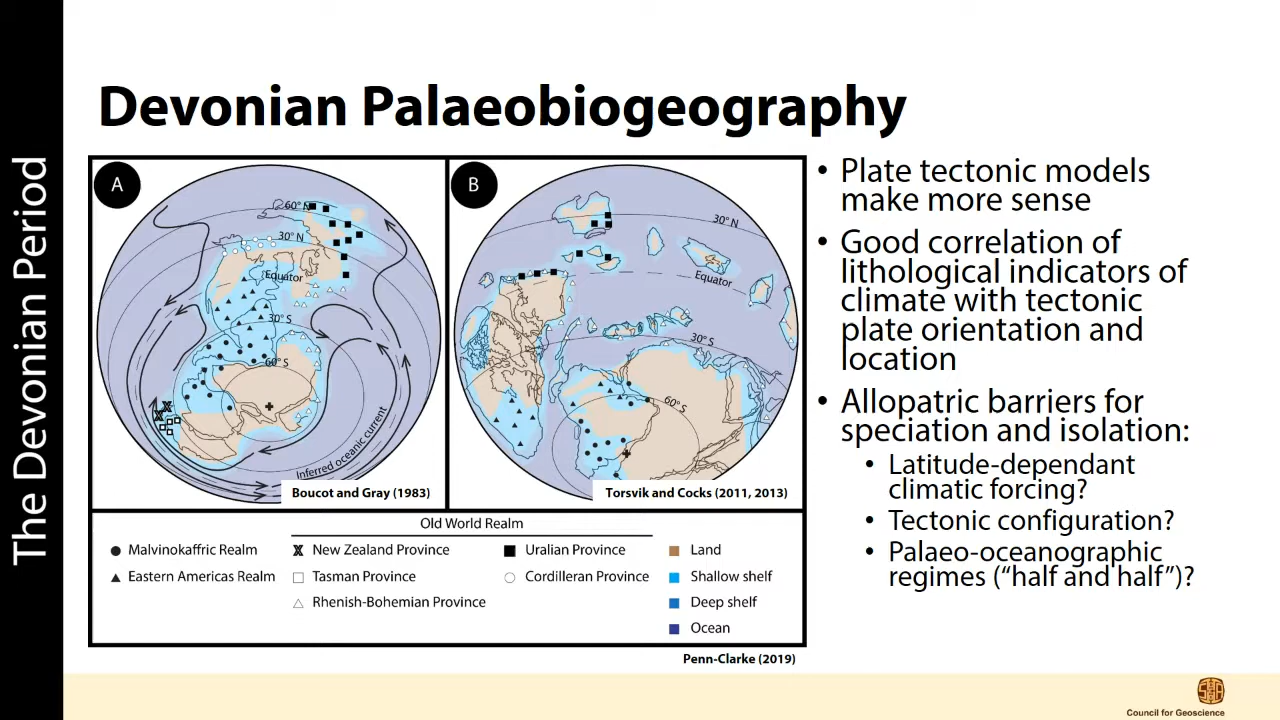 The Devonian Period
Devonian Palaeobiogeography
A
60° N
30° N
Equator
30° S
60° S
Inferred oceanic current
Boucot and Gray (1983)
B
30° N
Equator
30° S
60° S
Torsvik and Cocks (2011, 2013)
Old World Realm
Malvinokaffric Realm
New Zealand Province
Uralian Province
Land
Eastern Americas Realm
Tasman Province
Cordilleran Province
Shallow shelf
Rhenish-Bohemian Province
Deep shelf
Ocean
Penn-Clarke (2019)
• Plate tectonic models
make more sense
• Good correlation of
lithological indicators of
climate with tectonic
plate orientation and
location
• Allopatric barriers for
speciation and isolation:
• Latitude-dependant
climatic forcing?
• Tectonic configuration?
• Palaeo-oceanographic
regimes (“half and half”)?
Council for Geoscience